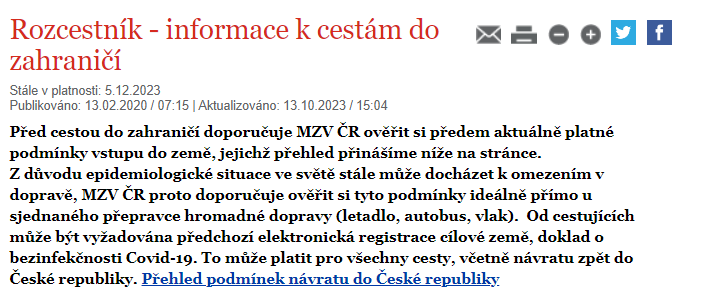 Rozcestník - informace k cestám do
zahraničí
Stále v platnosti: 5.12.2023
Publikováno: 13.02.2020 / 07:15 | Aktualizováno: 13.10.2023 / 15:04
Před cestou do zahraničí doporučuje MZV ČR ověřit si předem aktuálně platné
podmínky vstupu do země, jejichž přehled přinášíme níže na stránce.
Z důvodu epidemiologické situace ve světě stále může docházet k omezením v
dopravě, MZV ČR proto doporučuje ověřit si tyto podmínky ideálně přímo u
sjednaného přepravce hromadné dopravy (letadlo, autobus, vlak).  Od cestujících
může být vyžadována předchozí elektronická registrace cílové země, doklad o
bezinfekčnosti Covid-19. To může platit pro všechny cesty, včetně návratu zpět do
České republiky. Přehled podmínek návratu do České republiky